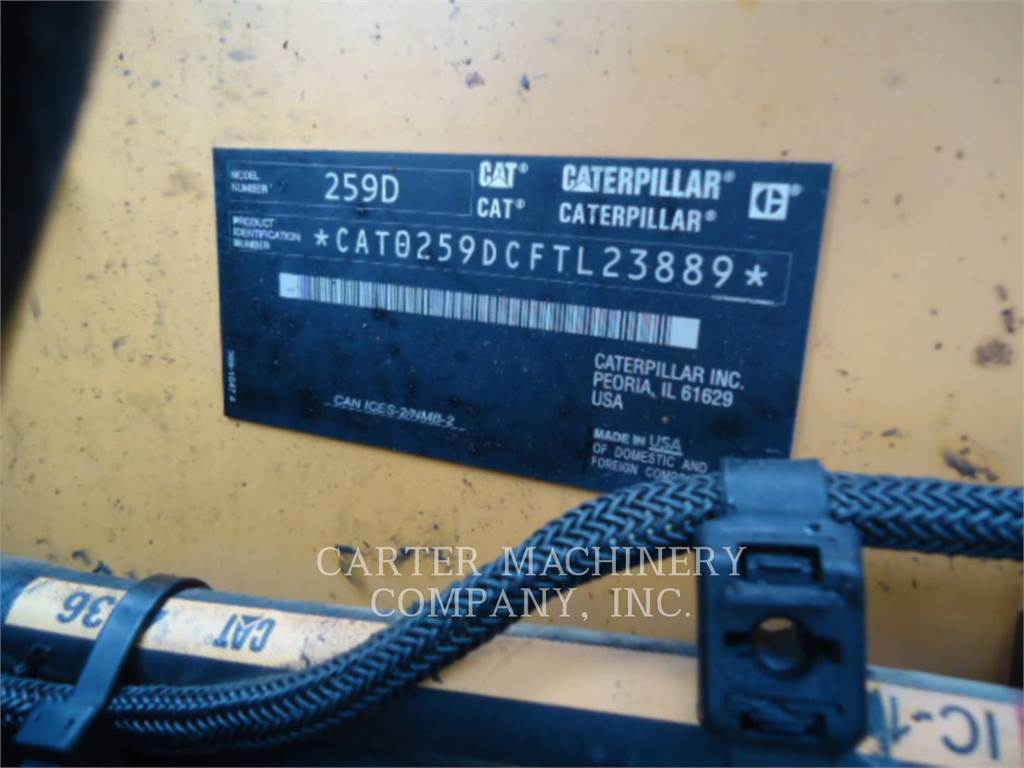 MODEL
NUMBER
259D
CAT® CATERPILLAR®
CAT® CATERPILLAR®
PRODUCT
IDENTIFICATION
NUMBER
*CAT0259DCFTL23889*
CATERPILLAR INC.
PEORIA, IL 61629
USA
CAN ICES-2/NMB-2
MADE IN USA
OF DOMESTIC AND
FOREIGN
CARTER MACHINERY
COMPANY, INC.
36
CAT
IC-1